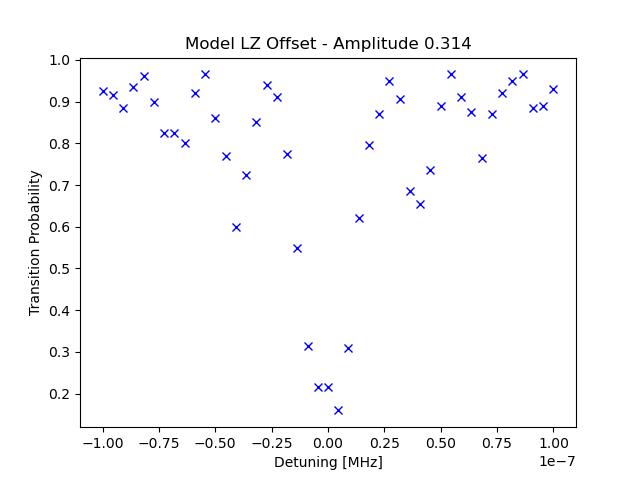 Model LZ Offset - Amplitude 0.314
1.0
0.9
0.8
0.7
0.6
0.5
0.4
0.3
0.2
Transition Probability
−1.00 −0.75 −0.50 −0.25 0.00 0.25 0.50 0.75 1.00
1e−7
Detuning [MHz]